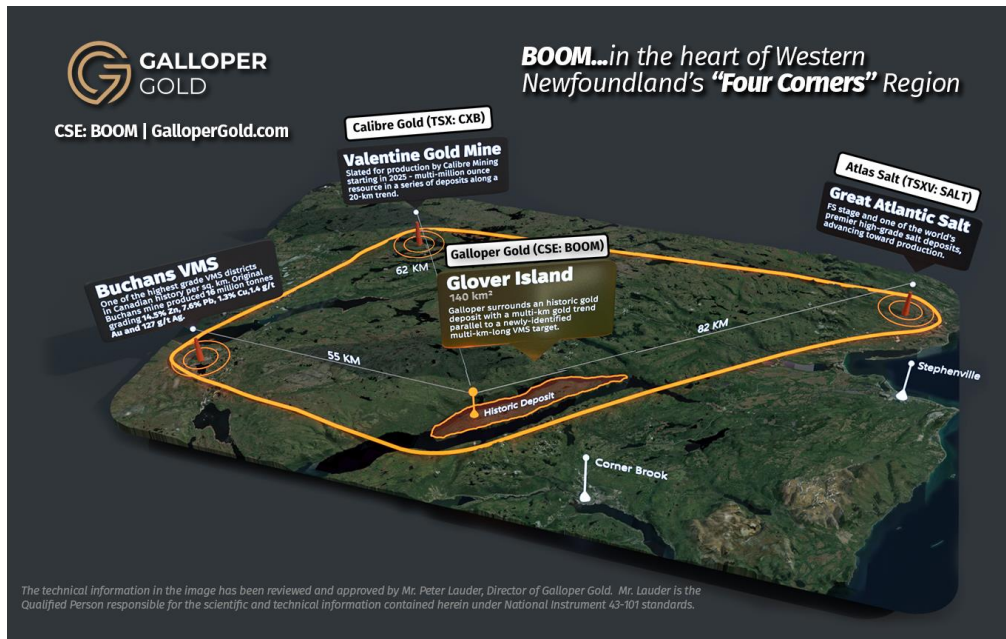 GALLOPER
GOLD
CSE: BOOM | GalloperGold.com
BOOM...in the heart of Western
Newfoundland's "Four Corners" Region
Calibre Gold (TSX: CXB)
Valentine Gold Mine
Slated for production by Calibre Mining
starting in 2025 - multi-million ounce
resource in a series of deposits along a
20-km trend.
Atlas Salt (TSXV: SALT)
Great Atlantic Salt
FS stage and one of the world's
premier high-grade salt deposits,
advancing toward production.
Galloper Gold (CSE: BOOM)
Glover Island
140 km²
Galloper surrounds an historic gold
deposit with a multi-km gold trend
parallel to a newly-identified
multi-km-long VMS target.
Buchans VMS
One of the highest grade VMS districts
in Canadian history per sq. km. Original
Buchans mine produced 16 million tonnes
grading 14.5% Zn, 7.6% Pb, 1.3% Cu,1.4 g/t
Au and 127 g/t Ag.
62 KM
55 KM
82 KM
Historic Deposit
Stephenville
Corner Brook
The technical information in the image has been reviewed and approved by Mr. Peter Lauder, Director of Galloper Gold. Mr. Lauder is the
Qualified Person responsible for the scientific and technical information contained herein under National Instrument 43-101 standards.